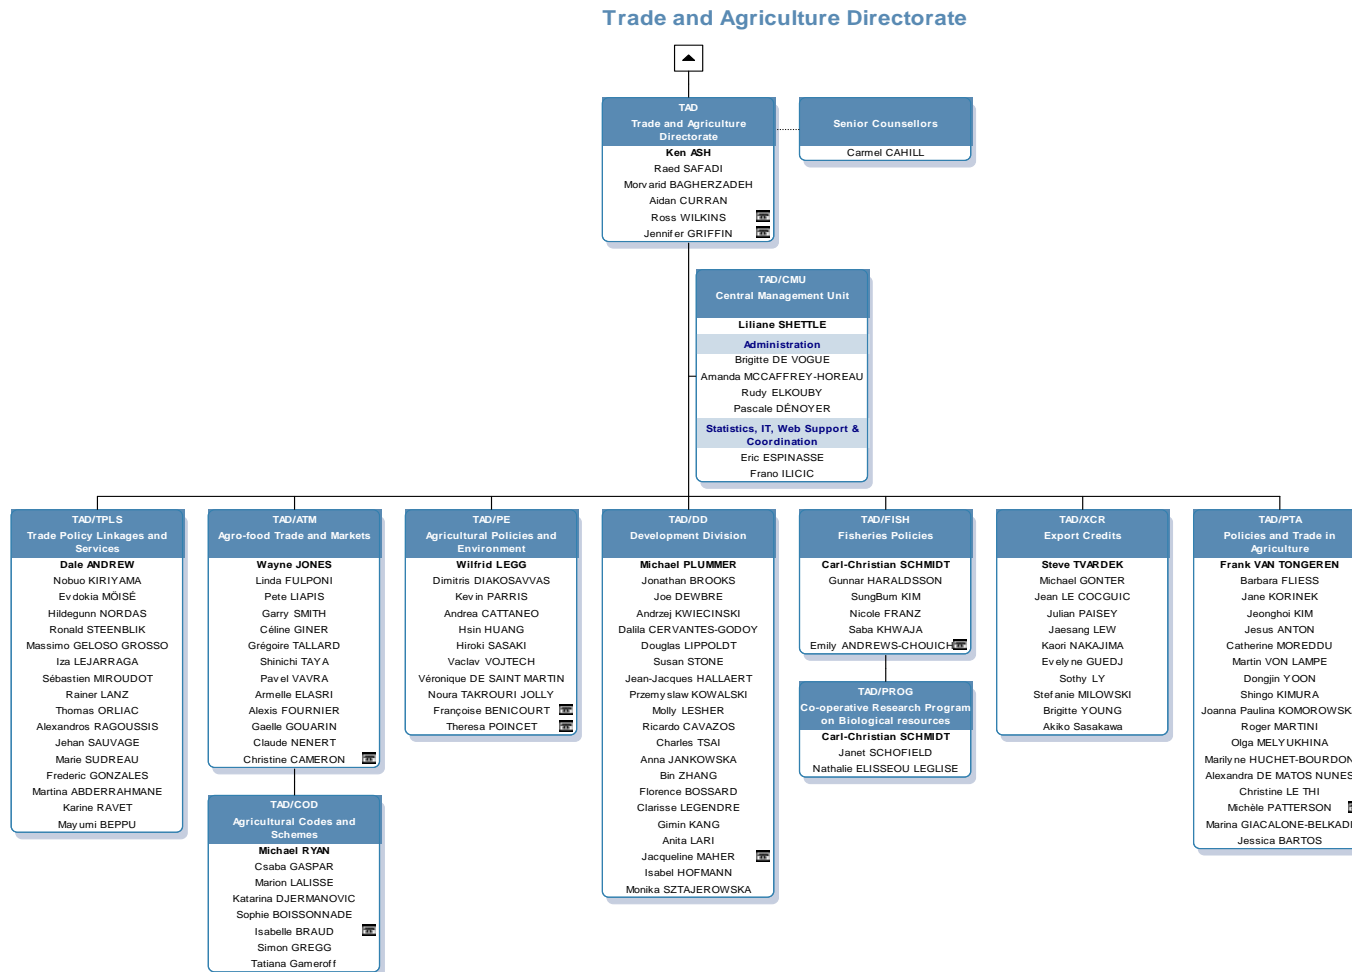 Trade and Agriculture Directorate
TAD
Trade and Agriculture
Directorate
Ken ASH
Raed SAFADI
Morvarid BAGHERZADEH
Aidan CURRAN
Ross WILKINS
Jennifer GRIFFIN
Senior Counsellors
Carmel CAHILL
TAD/CMU
Central Management Unit
Liliane SHETTLE
Administration
Brigitte DE VOGUE
Amanda MCCAFFREY-HOREAU
Rudy ELKOUBY
Pascale DÉNOYER
Statistics, IT, Web Support &
Coordination
Eric ESPINASSE
Frano ILICIC
TAD/TPLS
Trade Policy Linkages and
Services
Dale ANDREW
Nobuo KIRIYAMA
Evdokia MÖISÉ
Hildegunn NORDAS
Ronald STEENBLIK
Massimo GELOSO GROSSO
Iza LEJARRAGA
Sébastien MIROUDOT
Rainer LANZ
Thomas ORLIAC
Alexandros RAGOUSSIS
Jehan SAUVAGE
Marie SUDREAU
Frederic GONZALES
Martina ABDERRAHMANE
Karine RAVET
Mayumi BEPPU
TAD/ATM
Agro-food Trade and Markets
Wayne JONES
Linda FULPONI
Pete LIAPIS
Garry SMITH
Céline GINER
Grégoire TALLARD
Shinichi TAYA
Pavel VAVRA
Armelle ELASRI
Alexis FOURNIER
Gaelle GOUARIN
Claude NENERT
Christine CAMERON
TAD/COD
Agricultural Codes and
Schemes
Michael RYAN
Csaba GASPAR
Marion LALISSE
Katarina DJERMANOVIC
Sophie BOISSONNADE
Isabelle BRAUD
Simon GREGG
Tatiana Gameroff
TAD/PE
Agricultural Policies and
Environment
Wilfrid LEGG
Dimitris DIAKOSAVVAS
Kevin PARRIS
Andrea CATTANEO
Hsin HUANG
Hiroki SASAKI
Vaclav VOJTECH
Véronique DE SAINT MARTIN
Noura TAKROURI JOLLY
Françoise BENICOURT
Theresa POINCET
TAD/DD
Development Division
Michael PLUMMER
Jonathan BROOKS
Joe DEWBRE
Andrzej KWIECINSKI
Dalila CERVANTES-GODOY
Douglas LIPPOLDT
Susan STONE
Jean-Jacques HALLAERT
Przemyslaw KOWALSKI
Molly LESHER
Ricardo CAVAZOS
Charles TSAI
Anna JANKOWSKA
Bin ZHANG
Florence BOSSARD
Clarisse LEGENDRE
Gimin KANG
Anita LARI
Jacqueline MAHER
Isabel HOFMANN
Monika SZTAJEROWSKA
TAD/FISH
Fisheries Policies
Carl-Christian SCHMIDT
Gunnar HARALDSSON
SungBum KIM
Nicole FRANZ
Saba KHWAJA
Emily ANDREWS-CHOUICH
TAD/PROG
Co-operative Research Program
on Biological resources
Carl-Christian SCHMIDT
Janet SCHOFIELD
Nathalie ELISSEOU LEGLISE
TAD/XCR
Export Credits
Steve TVARDEK
Michael GONTER
Jean LE COCGUIC
Julian PAISEY
Jaesang LEW
Kaori NAKAJIMA
Evelyne GUEDJ
Sothy LY
Stefanie MILOWSKI
Brigitte YOUNG
Akiko Sasakawa
TAD/PTA
Policies and Trade in
Agriculture
Frank VAN TONGEREN
Barbara FLIESS
Jane KORINEK
Jeonghoi KIM
Jesus ANTON
Catherine MOREDDU
Martin VON LAMPE
Dongjin YOON
Shingo KIMURA
Joanna Paulina KOMOROWSK
Roger MARTINI
Olga MELYUKHINA
Marilyne HUCHET-BOURDON
Alexandra DE MATOS NUNES
Christine LE THI
Michèle PATTERSON
Marina GIACALONE-BELKAD
Jessica BARTOS